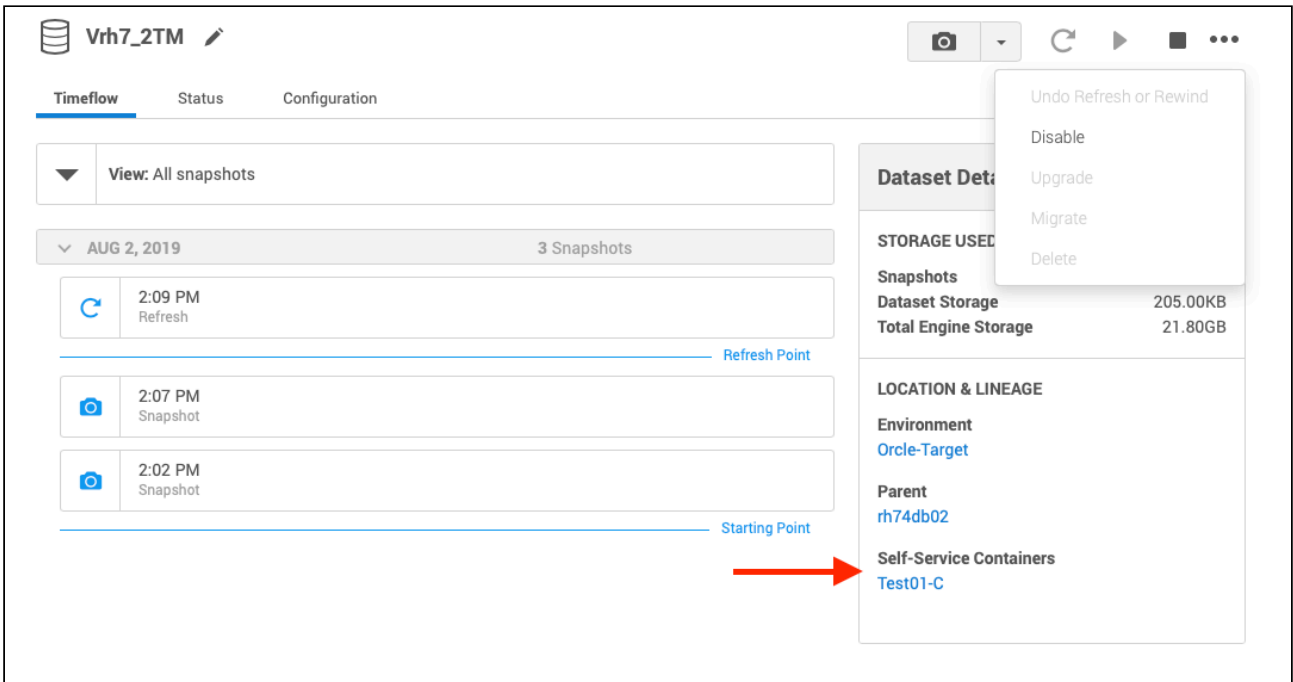 Vrh7_2TM
Timeflow Status Configuration
Undo Refresh or Rewind
Disable
Upgrade
Migrate
Delete
View: All snapshots
AUG 2, 2019 3 Snapshots
2:09 PM
Refresh
Refresh Point
2:07 PM
Snapshot
2:02 PM
Snapshot
Starting Point
Dataset Deta
STORAGE USED
Snapshots
Dataset Storage 205.00KB
Total Engine Storage 21.80GB
LOCATION & LINEAGE
Environment
Orcle-Target
Parent
rh74db02
Self-Service Containers
Test01-C